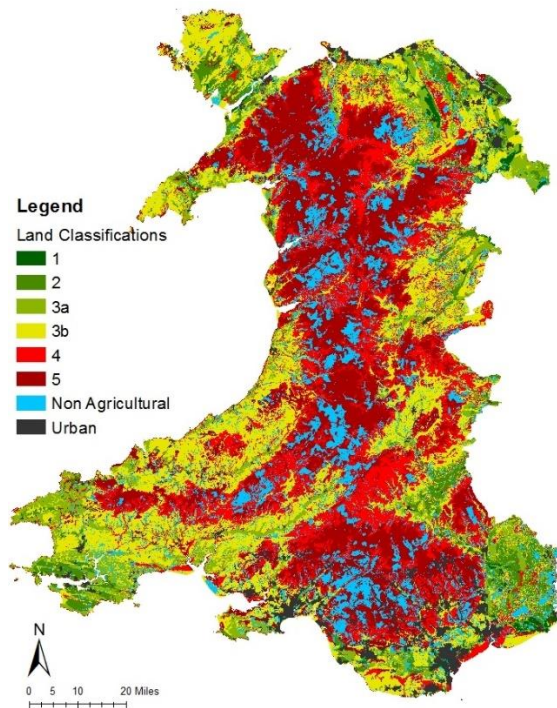 Legend
Land Classifications
1
2
3a
3b
4
5
Non Agricultural
Urban
N
0 5 10 20 Miles